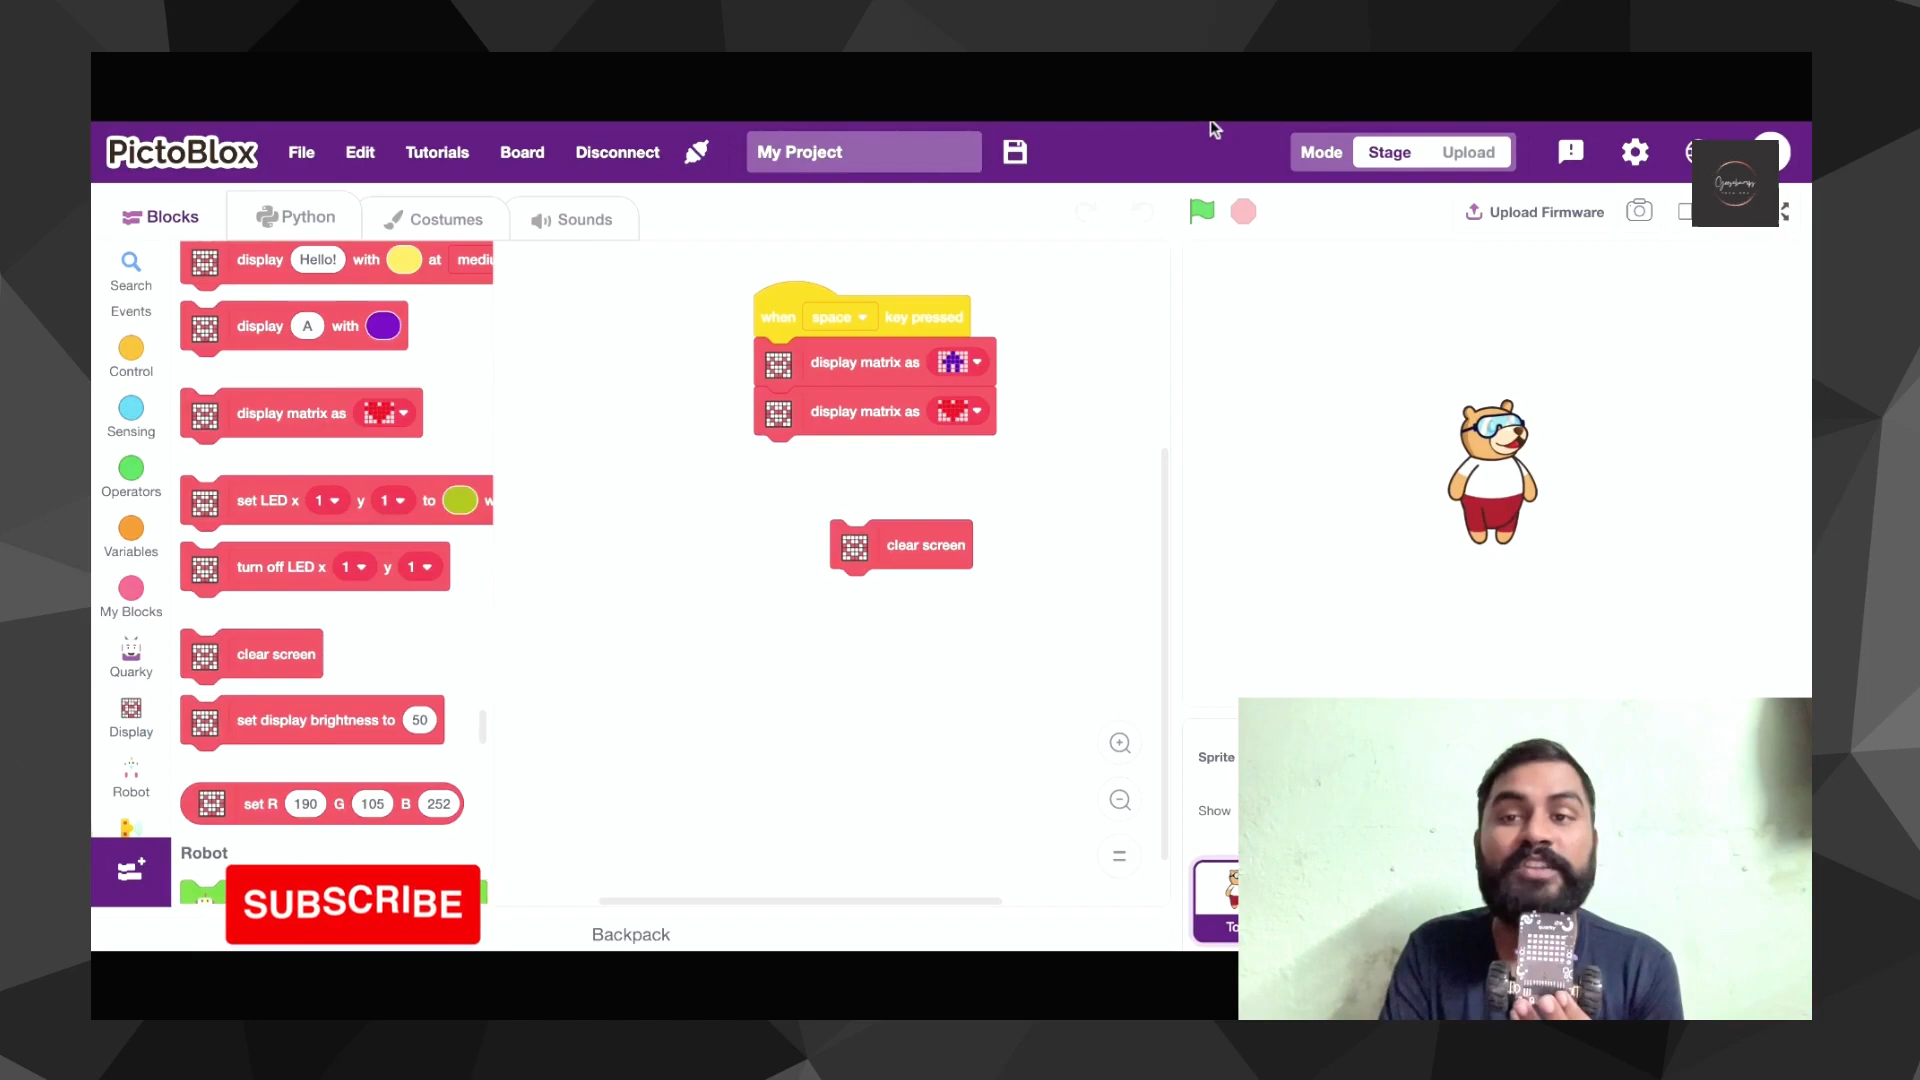 PictoBlox File Edit Tutorials Board Disconnect My Project Mode Stage Upload
Blocks Python Costumes Sounds Upload Firmware
Search
Events
Control
Sensing
Operators
Variables
My Blocks
Quarky
Display
Robot
display Hello! with at
display A with
display matrix as
set LED x 1 y 1 to
turn off LED x 1 y 1
clear screen
set display brightness to 50
set R 190 G 105 B 252
Robot
SUBSCRIBE
when space key pressed
display matrix as
display matrix as
clear screen
Backpack
Sprite
Show